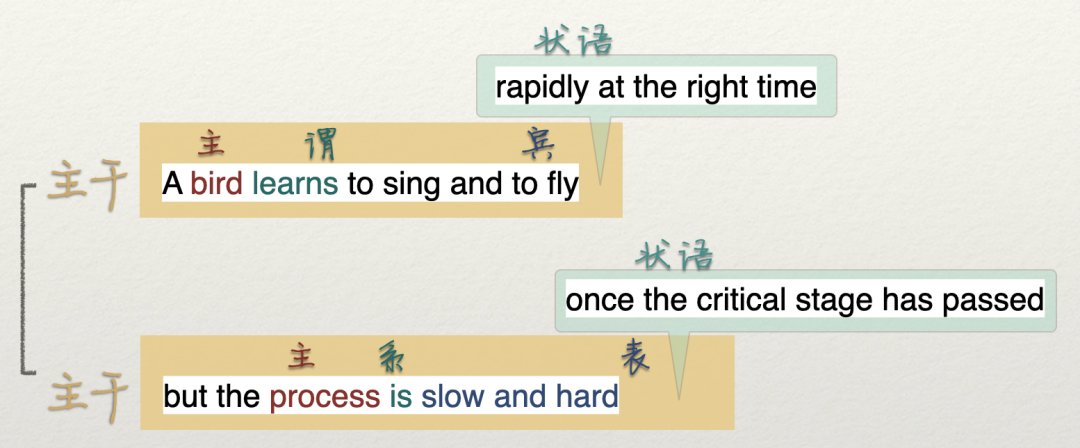 状语
rapidly at the right time
主 谓 宾
主干
A bird learns to sing and to fly
状语
once the critical stage has passed
主 系 表
主干
but the process is slow and hard